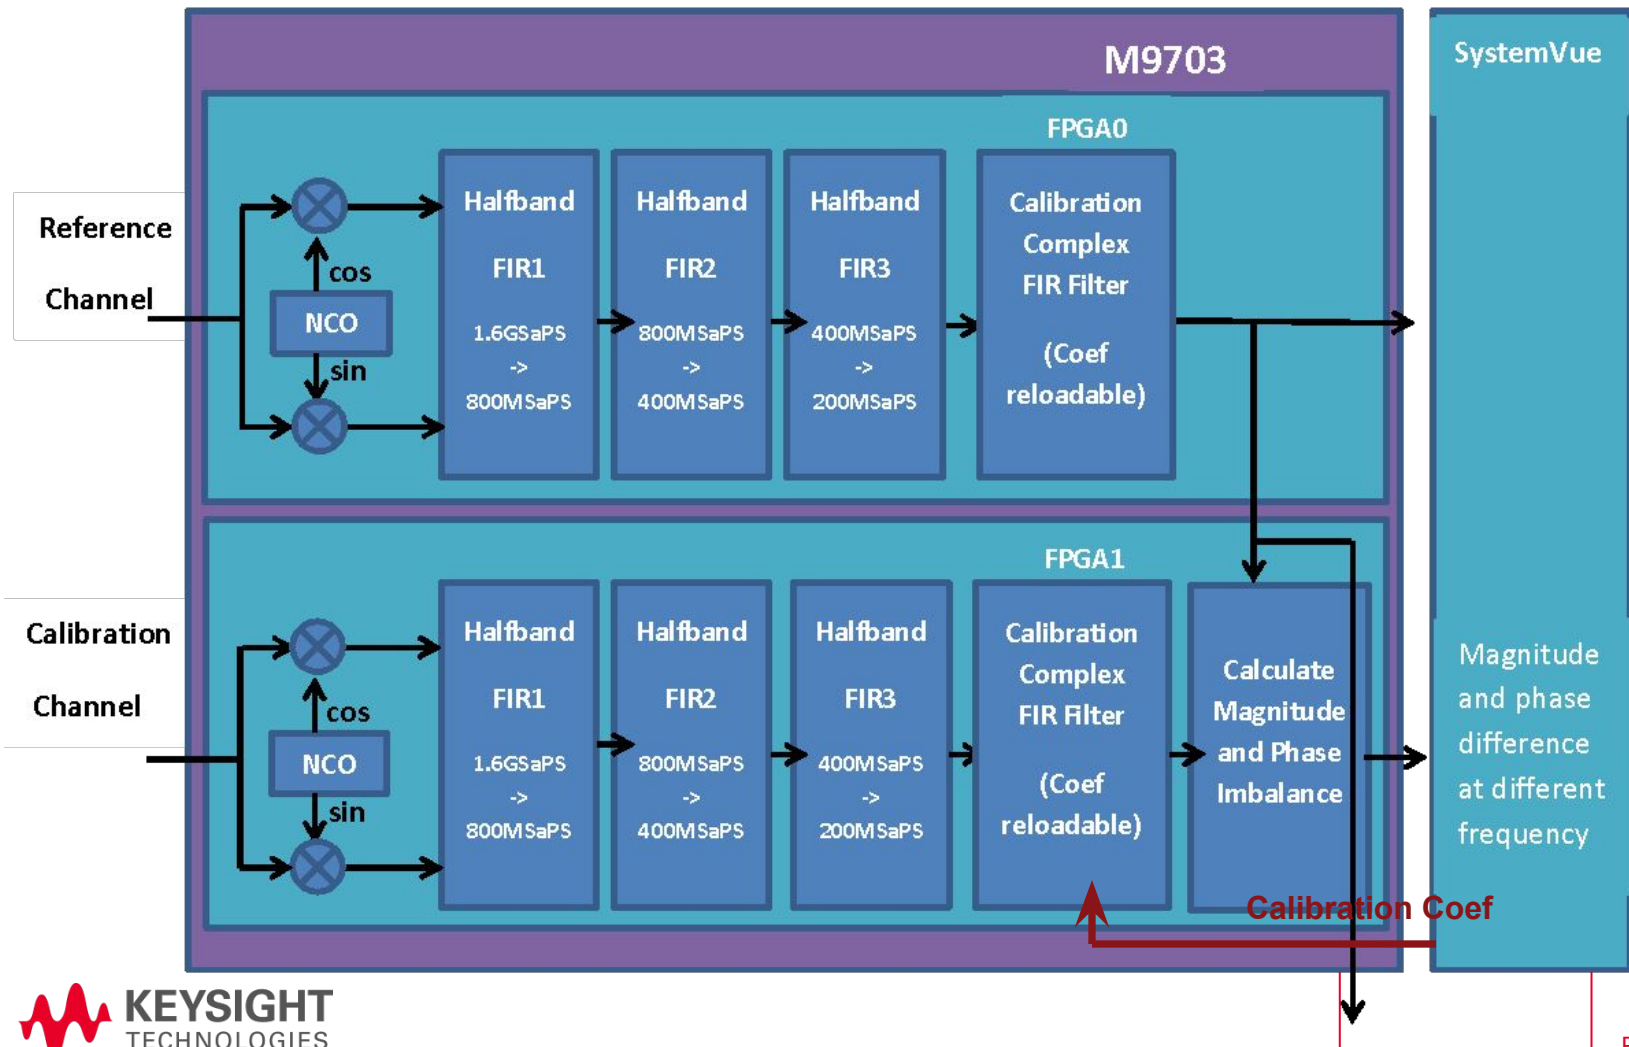 M9703
SystemVue
FPGA0
Reference
Channel
cos
NCO
sin
Halfband
FIR1
1.6GSaPS
->
800MSaPS
Halfband
FIR2
800MSaPS
->
400MSaPS
Halfband
FIR3
400MSaPS
->
200MSaPS
Calibration
Complex
FIR Filter
(Coef
reloadable)
FPGA1
Calibration
Channel
cos
NCO
sin
Halfband
FIR1
1.6GSaPS
->
800MSaPS
Halfband
FIR2
800MSaPS
->
400MSaPS
Halfband
FIR3
400MSaPS
->
200MSaPS
Calibration
Complex
FIR Filter
(Coef
reloadable)
Calculate
Magnitude
and Phase
Imbalance
Magnitude
and phase
difference
at different
frequency
Calibration Coef
KEYSIGHT
TECHNOLOGIES